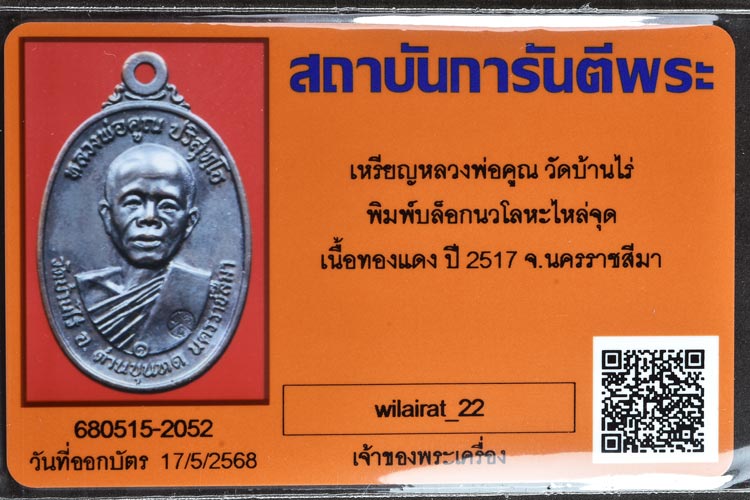 สถาบันการันตีพระ
หลวงพ่อคูณ ปริสุทฺโธ
วัดบ้านไร่ อ. ด่านขุนทด นครราชสีมา
เหรียญหลวงพ่อคูณ วัดบ้านไร่
พิมพ์บล็อกนวโลหะไหล่จุด
เนื้อทองแดง ปี 2517 จ.นครราชสีมา
wilairat_22
เจ้าของพระเครื่อง
680515-2052
วันที่ออกบัตร 17/5/2568